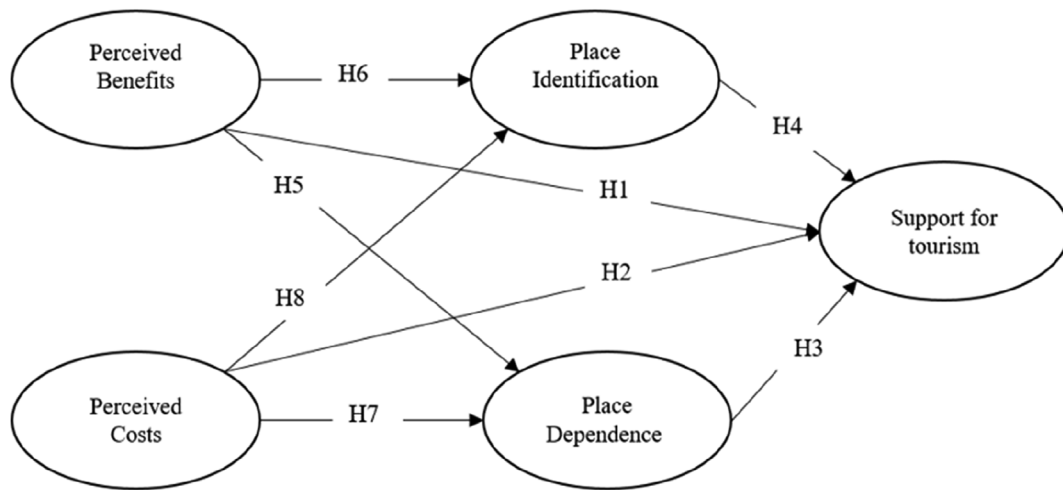 Perceived
Benefits
H6
Place
Identification
H4
H5
H1
Support for
tourism
H8
H2
H3
Perceived
Costs
H7
Place
Dependence